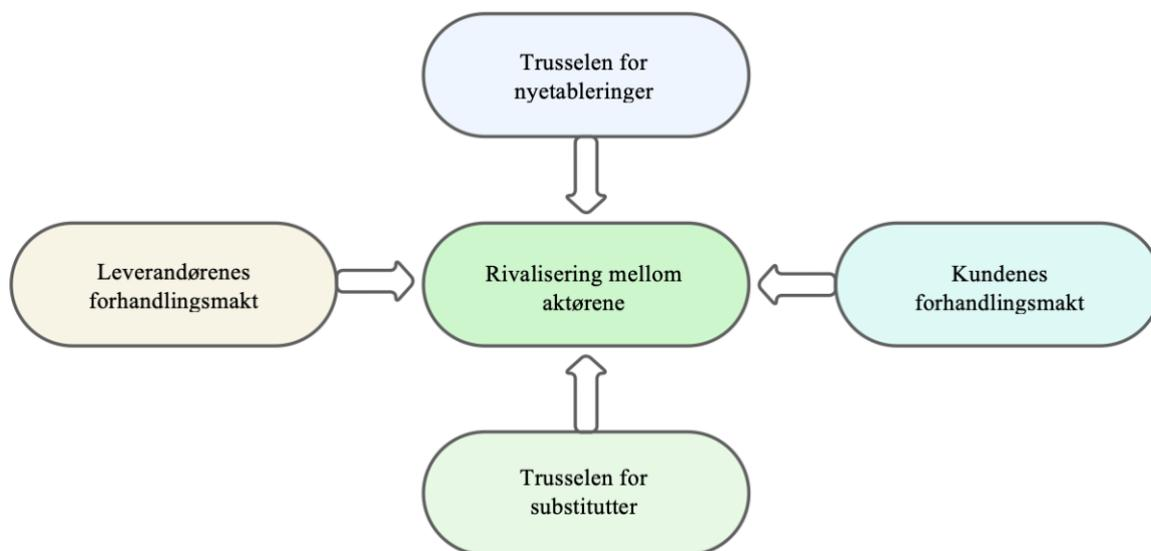 Trusselen for
nyetableringer
Leverandørenes
forhandlingsmakt
Rivalisering mellom
aktørene
Kundenes
forhandlingsmakt
Trusselen for
substitutter